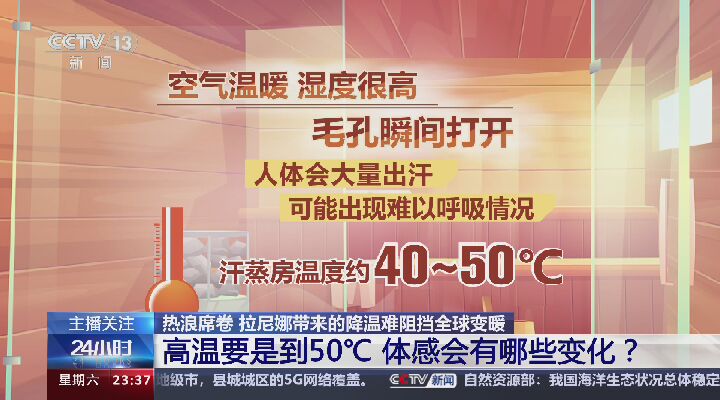 CCTV 13
新闻
空气温暖 湿度很高
毛孔瞬间打开
人体会大量出汗
可能出现难以呼吸情况
汗蒸房温度约40~50℃
主播关注
24小时
热浪席卷 拉尼娜带来的降温难阻挡全球变暖
高温要是到50℃ 体感会有哪些变化？
星期六 23:37
地级市，县城城区的5G网络覆盖。 CCTV新闻 自然资源部：我国海洋生态状况总体稳定